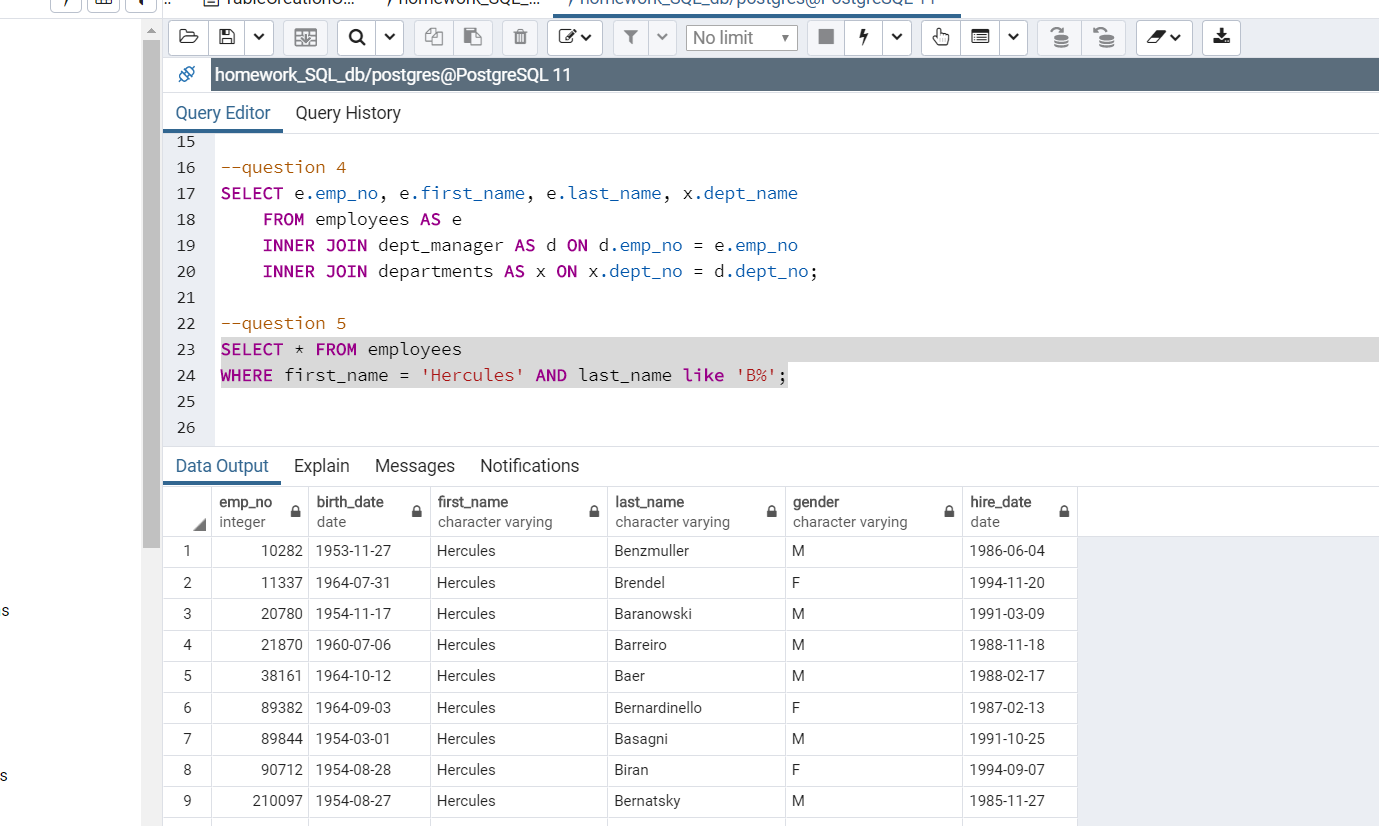 homework_SQL_db/postgres@PostgreSQL 11
No limit
homework_SQL_db/postgres@PostgreSQL 11
Query Editor Query History
15
16 --question 4
17 SELECT e.emp_no, e.first_name, e.last_name, x.dept_name
18 FROM employees AS e
19 INNER JOIN dept_manager AS d ON d.emp_no = e.emp_no
20 INNER JOIN departments AS x ON x.dept_no = d.dept_no;
21
22 --question 5
23 SELECT * FROM employees
24 WHERE first_name = 'Hercules' AND last_name like 'B%';
25
26
Data Output Explain Messages Notifications
emp_no birth_date first_name last_name gender hire_date
integer date character varying character varying character varying date
1 10282 1953-11-27 Hercules Benzmuller M 1986-06-04
2 11337 1964-07-31 Hercules Brendel F 1994-11-20
3 20780 1954-11-17 Hercules Baranowski M 1991-03-09
4 21870 1960-07-06 Hercules Barreiro M 1988-11-18
5 38161 1964-10-12 Hercules Baer M 1988-02-17
6 89382 1964-09-03 Hercules Bernardinello F 1987-02-13
7 89844 1954-03-01 Hercules Basagni M 1991-10-25
8 90712 1954-08-28 Hercules Biran F 1994-09-07
9 210097 1954-08-27 Hercules Bernatsky M 1985-11-27
s
s